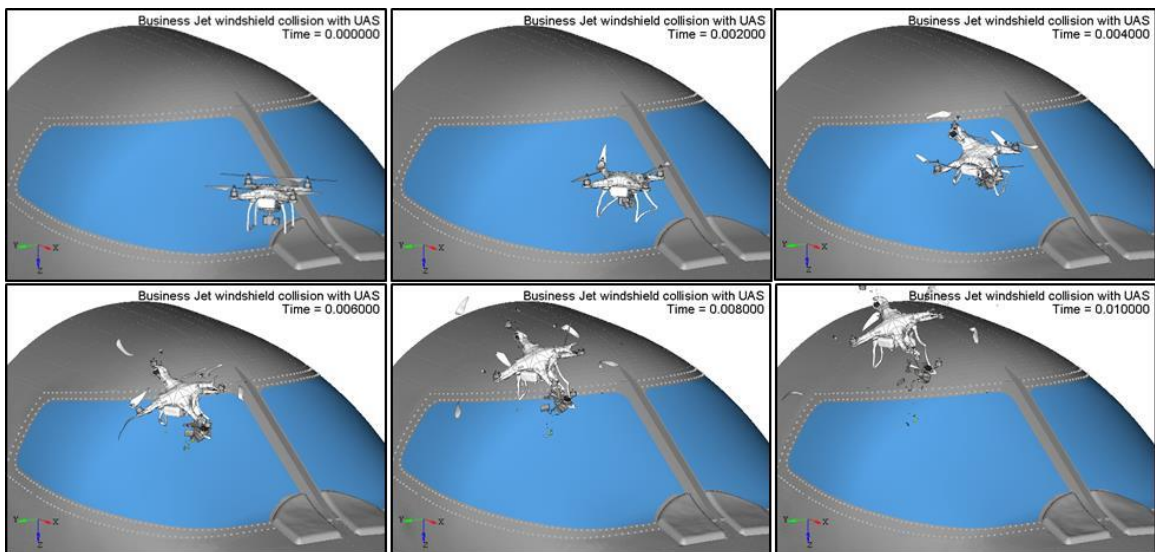 Business Jet windshield collision with UAS
Time = 0.000000
Y
X
Z
Business Jet windshield collision with UAS
Time = 0.002000
Y
X
Z
Business Jet windshield collision with UAS
Time = 0.004000
Y
X
Z
Business Jet windshield collision with UAS
Time = 0.006000
Y
X
Z
Business Jet windshield collision with UAS
Time = 0.008000
Y
X
Z
Business Jet windshield collision with UAS
Time = 0.010000
Y
X
Z